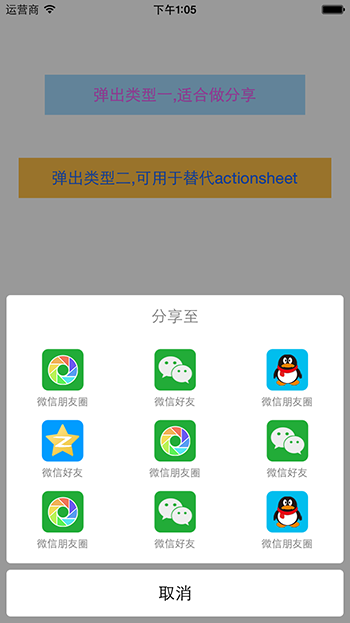 运营商 下午1:05
弹出类型一,适合做分享
弹出类型二,可用于替代actionsheet
分享至
微信朋友圈 微信好友 微信朋友圈
微信好友 微信朋友圈 微信好友
微信朋友圈 微信好友 微信朋友圈
取消